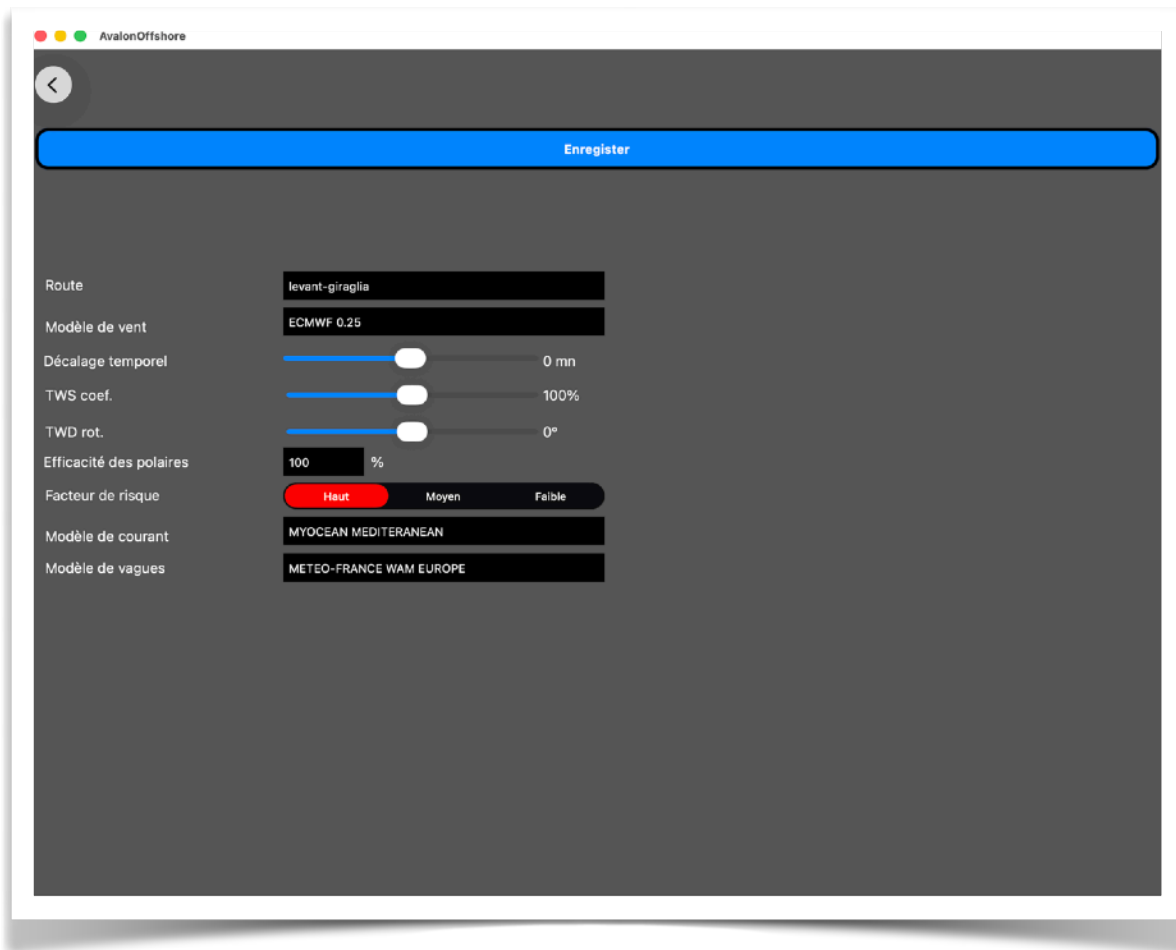 AvalonOffshore
Enregister
Route levant-giraglia
Modèle de vent ECMWF 0.25
Décalage temporel 0 mn
TWS coef. 100%
TWD rot. 0°
Efficacité des polaires 100 %
Facteur de risque Haut Moyen Faible
Modèle de courant MYOCEAN MEDITERANEAN
Modèle de vagues METEO-FRANCE WAM EUROPE